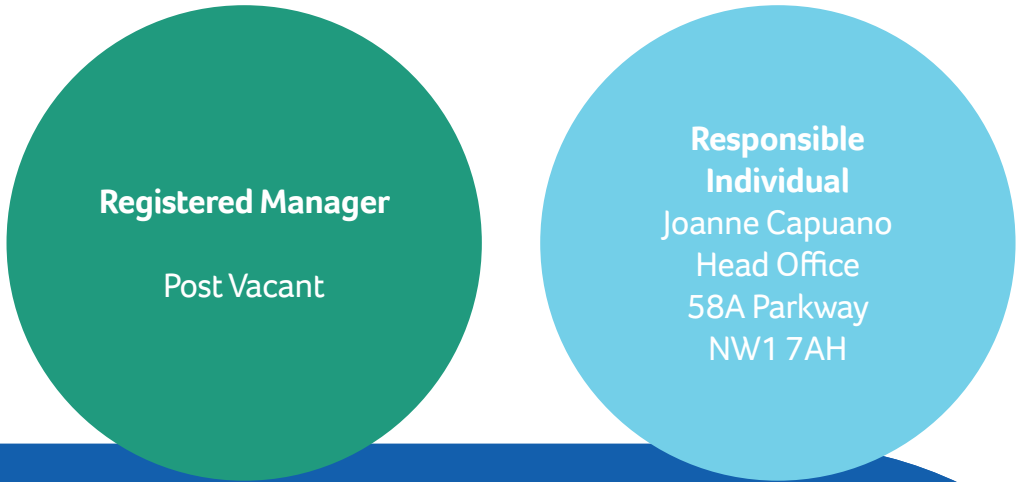 Registered Manager
Post Vacant
Responsible
Individual
Joanne Capuano
Head Office
58A Parkway
NW1 7AH